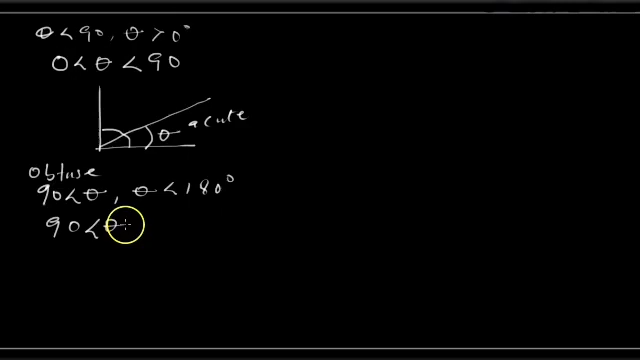 θ < 90, θ > 0°
0 < θ < 90
θ acute
obtuse
90 < θ, θ < 180°
90 < θ